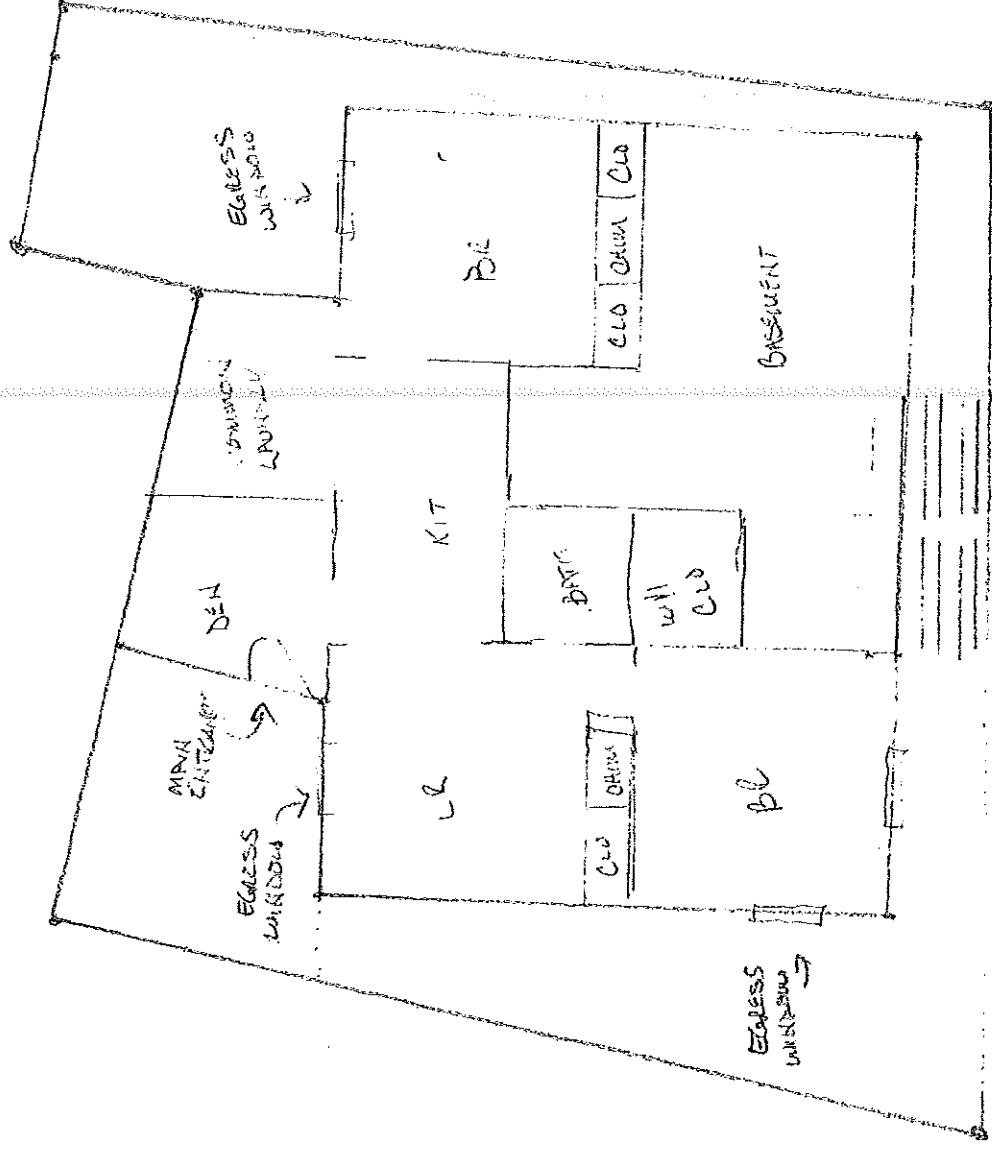 MAIN
ENTRANCE
DEN
COMMON
LAUNDRY
EGRESS
WINDOW
EGRESS
WINDOW
KIT
LR
BR
BATH
CLO CHIM
CLO CHIM CLO
W/H
CLO
EGRESS
WINDOW
BR
BASEMENT